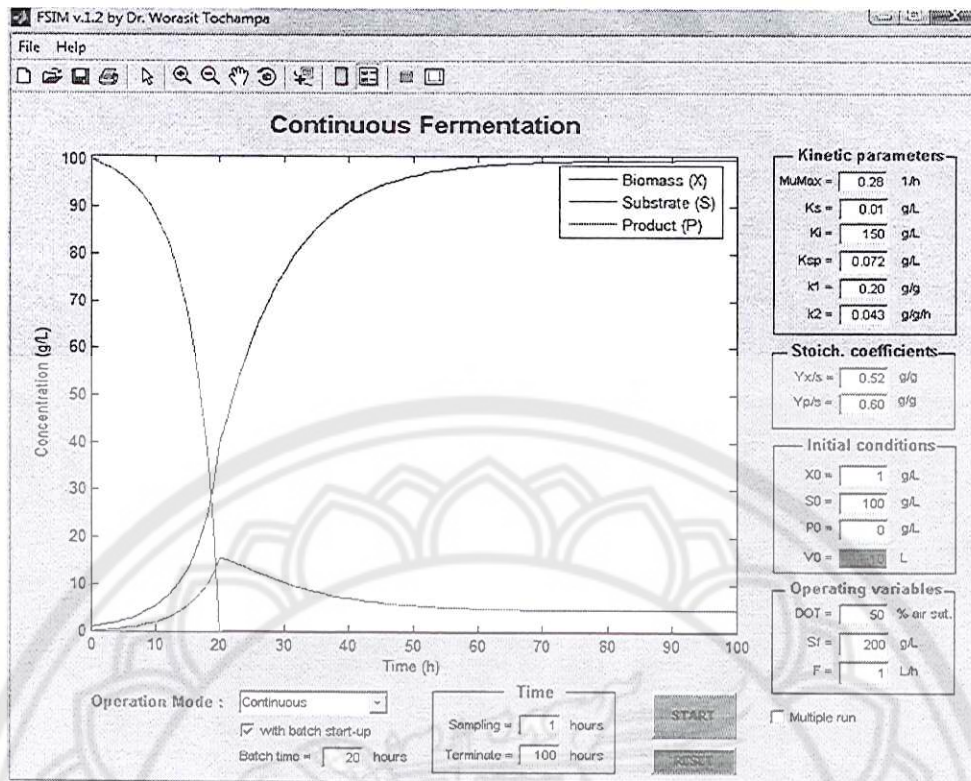 FSIM v.1.2 by Dr. Worasit Tochampa
File Help
Continuous Fermentation
Concentration (g/L)
100
90
80
70
60
50
40
30
20
10
0
0 10 20 30 40 50 60 70 80 90 100
Time (h)
Biomass (X)
Substrate (S)
Product (P)
Kinetic parameters
MuMax = 0.28 1/h
Ks = 0.01 g/L
Ki = 150 g/L
Ksp = 0.072 g/L
k1 = 0.20 g/g
k2 = 0.043 g/g/h
Stoich. coefficients
Yx/s = 0.52 g/g
Yp/s = 0.60 g/g
Initial conditions
X0 = 1 g/L
S0 = 100 g/L
P0 = 0 g/L
V0 = 10 L
Operating variables
DOT = 50 % air sat.
Sf = 200 g/L
F = 1 L/h
Operation Mode : Continuous
with batch start-up
Batch time = 20 hours
Time
Sampling = 1 hours
Terminate = 100 hours
START
RESET
Multiple run